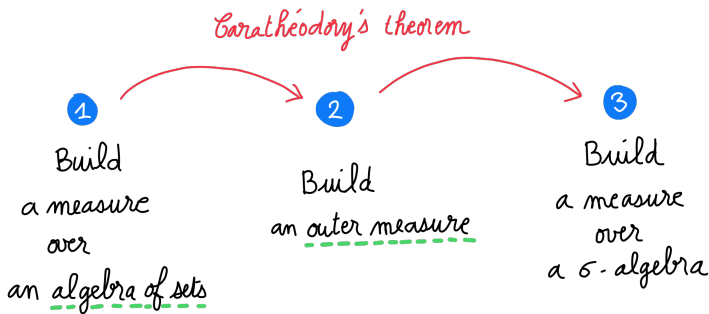 Carathéodory's theorem
1
Build
a measure
over
an algebra of sets
2
Build
an outer measure
3
Build
a measure
over
a σ-algebra